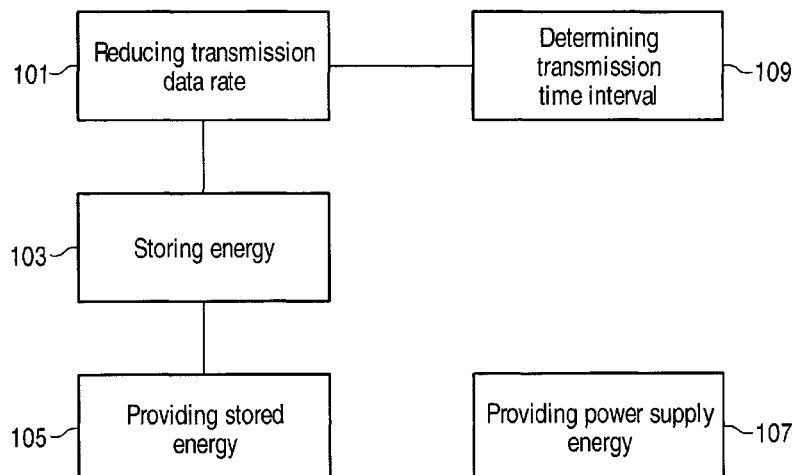 101
Reducing transmission
data rate
Determining
transmission
time interval
109
103
Storing energy
105
Providing stored
energy
Providing power supply
energy
107